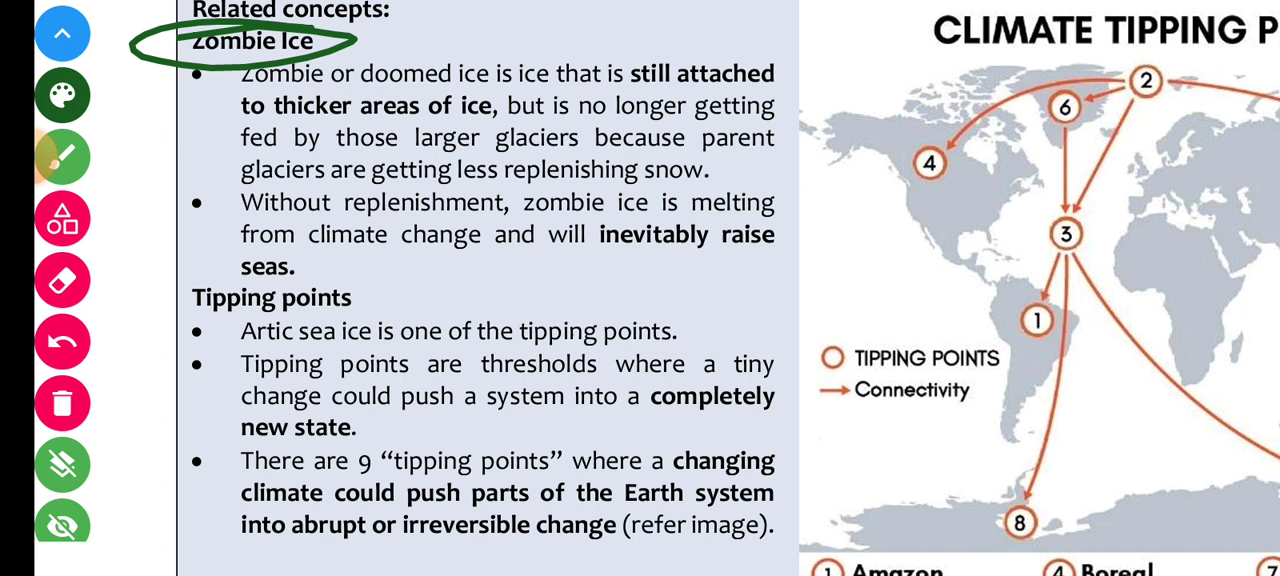 Related concepts:
Zombie Ice
• Zombie or doomed ice is ice that is still attached
to thicker areas of ice, but is no longer getting
fed by those larger glaciers because parent
glaciers are getting less replenishing snow.
• Without replenishment, zombie ice is melting
from climate change and will inevitably raise
seas.
Tipping points
• Artic sea ice is one of the tipping points.
• Tipping points are thresholds where a tiny
change could push a system into a completely
new state.
• There are 9 “tipping points” where a changing
climate could push parts of the Earth system
into abrupt or irreversible change (refer image).
CLIMATE TIPPING P
2
6
4
3
1
TIPPING POINTS
Connectivity
8
1 Amazon
4 Boreal
7